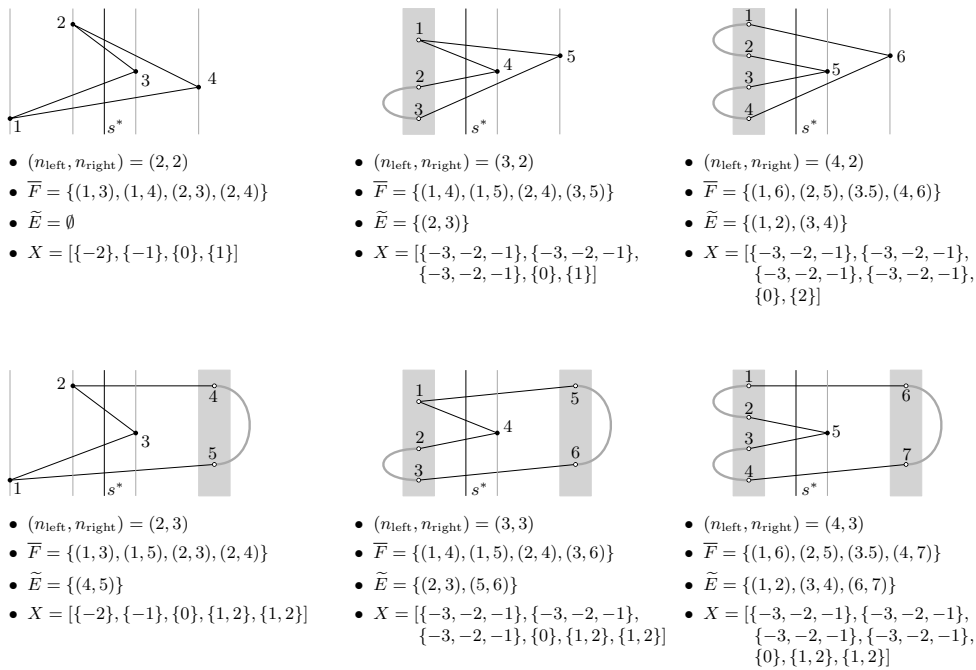 2
3
4
1
s*
1
2
3
4
5
s*
1
2
3
4
5
6
s*
• (n_left, n_right) = (2, 2)
• F̅ = {(1, 3), (1, 4), (2, 3), (2, 4)}
• Ẽ = ∅
• X = [{−2}, {−1}, {0}, {1}]
• (n_left, n_right) = (3, 2)
• F̅ = {(1, 4), (1, 5), (2, 4), (3, 5)}
• Ẽ = {(2, 3)}
• X = [{−3, −2, −1}, {−3, −2, −1},
{−3, −2, −1}, {0}, {1}]
• (n_left, n_right) = (4, 2)
• F̅ = {(1, 6), (2, 5), (3.5), (4, 6)}
• Ẽ = {(1, 2), (3, 4)}
• X = [{−3, −2, −1}, {−3, −2, −1},
{−3, −2, −1}, {−3, −2, −1},
{0}, {2}]
2
4
3
5
1
s*
1
5
4
2
3
6
s*
1
6
2
5
3
4
7
s*
• (n_left, n_right) = (2, 3)
• F̅ = {(1, 3), (1, 5), (2, 3), (2, 4)}
• Ẽ = {(4, 5)}
• X = [{−2}, {−1}, {0}, {1, 2}, {1, 2}]
• (n_left, n_right) = (3, 3)
• F̅ = {(1, 4), (1, 5), (2, 4), (3, 6)}
• Ẽ = {(2, 3), (5, 6)}
• X = [{−3, −2, −1}, {−3, −2, −1},
{−3, −2, −1}, {0}, {1, 2}, {1, 2}]
• (n_left, n_right) = (4, 3)
• F̅ = {(1, 6), (2, 5), (3.5), (4, 7)}
• Ẽ = {(1, 2), (3, 4), (6, 7)}
• X = [{−3, −2, −1}, {−3, −2, −1},
{−3, −2, −1}, {−3, −2, −1},
{0}, {1, 2}, {1, 2}]